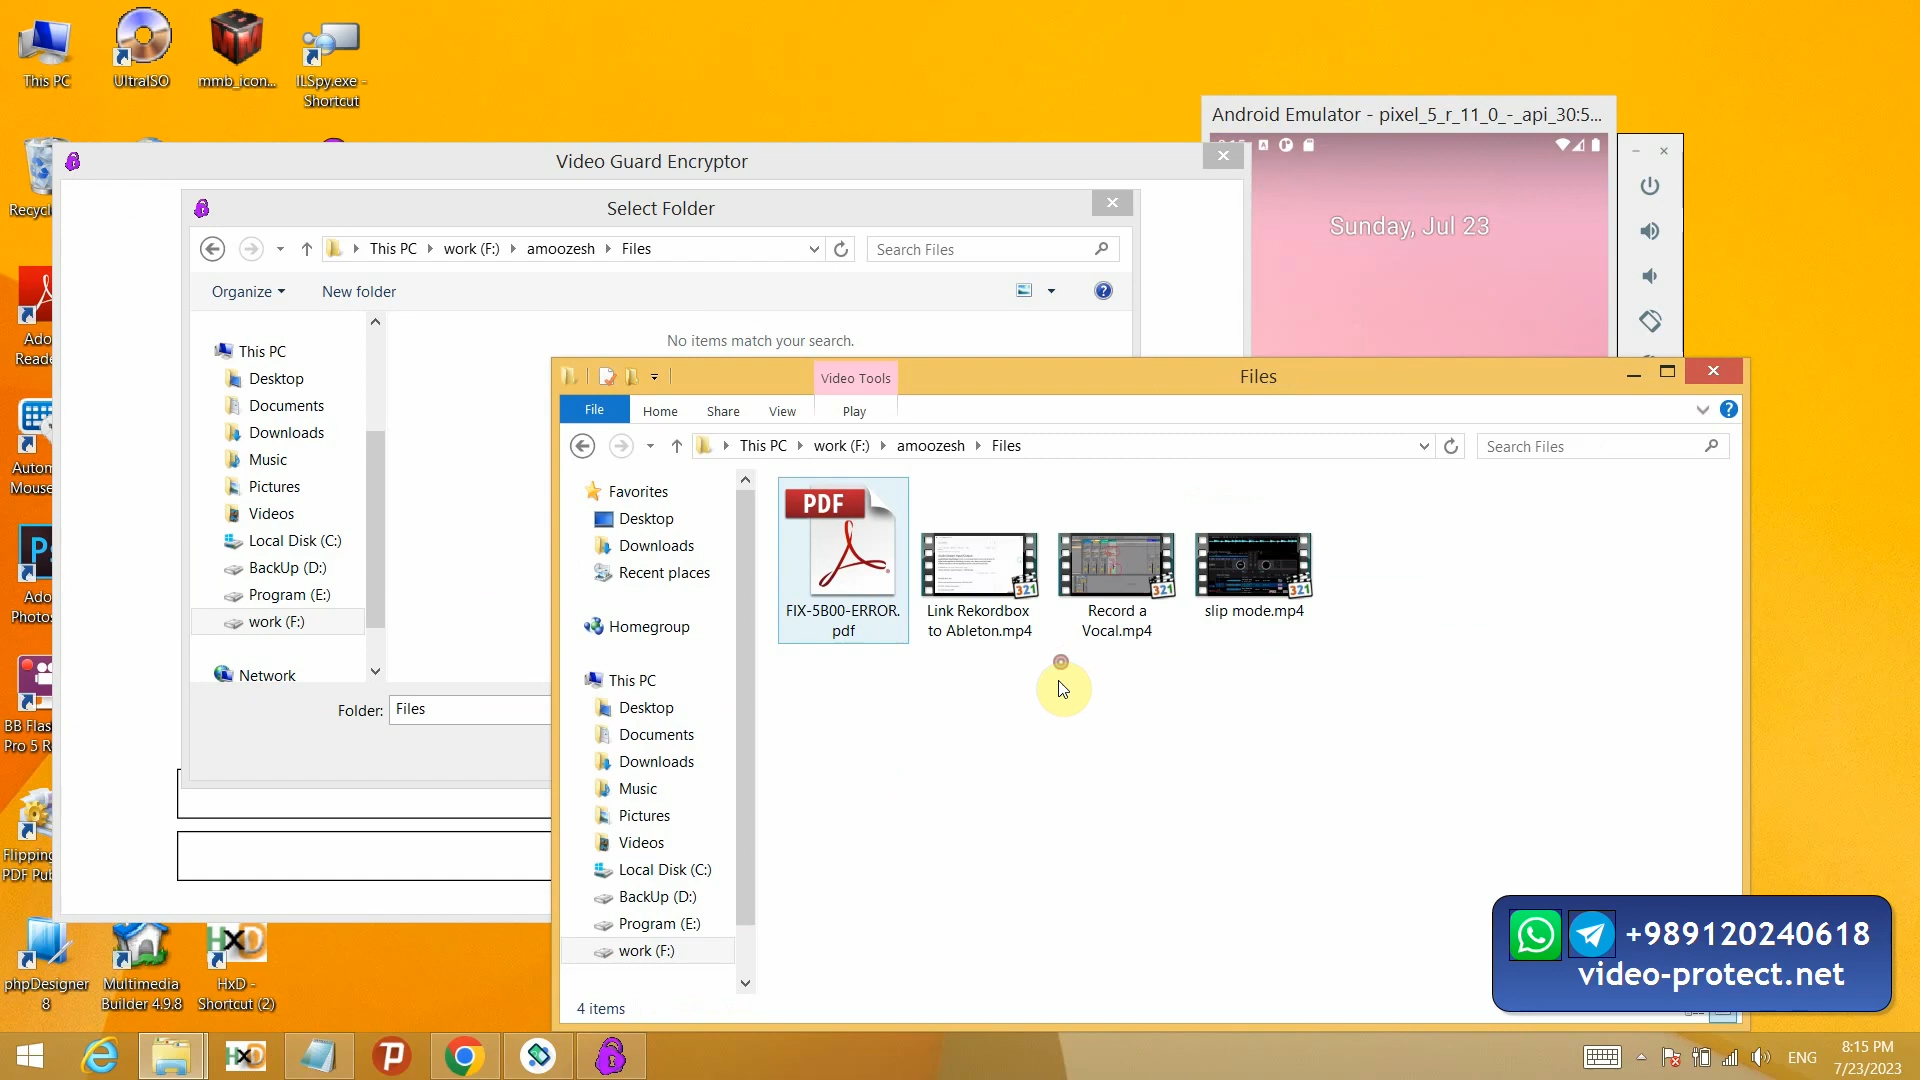 This PC
UltraISO
mmb_icon...
ILSpy.exe -
Shortcut
Android Emulator - pixel_5_r_11_0_-_api_30:5...
Sunday, Jul 23
Video Guard Encryptor
Select Folder
This PC
work (F:)
amoozesh
Files
Search Files
Organize
New folder
No items match your search.
This PC
Desktop
Documents
Downloads
Music
Pictures
Videos
Local Disk (C:)
BackUp (D:)
Program (E:)
work (F:)
Network
Folder:
Files
Video Tools
Files
File
Home
Share
View
Play
This PC
work (F:)
amoozesh
Files
Search Files
Favorites
Desktop
Downloads
Recent places
Homegroup
This PC
Desktop
Documents
Downloads
Music
Pictures
Videos
Local Disk (C:)
BackUp (D:)
Program (E:)
work (F:)
PDF
FIX-5B00-ERROR.
pdf
321
Link Rekordbox
to Ableton.mp4
321
Record a
Vocal.mp4
321
slip mode.mp4
4 items
Recycl
Ado
Reade
Autom
Mouse
Ado
Photos
BB Flas
Pro 5 R
Flipping
PDF Pub
phpDesigner
8
Multimedia
Builder 4.9.8
HxD
HxD -
Shortcut (2)
+989120240618
video-protect.net
HXD
ENG
8:15 PM
7/23/2023